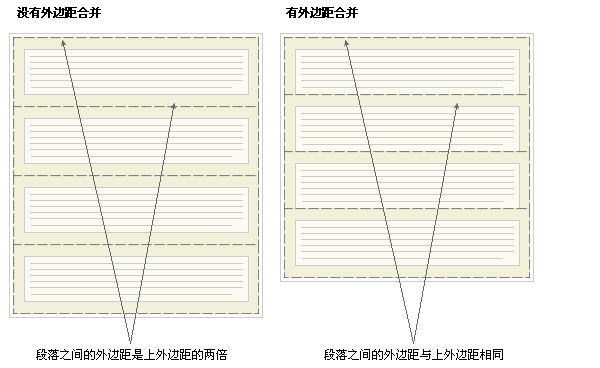 没有外边距合并
有外边距合并
段落之间的外边距是上外边距的两倍
段落之间的外边距与上外边距相同